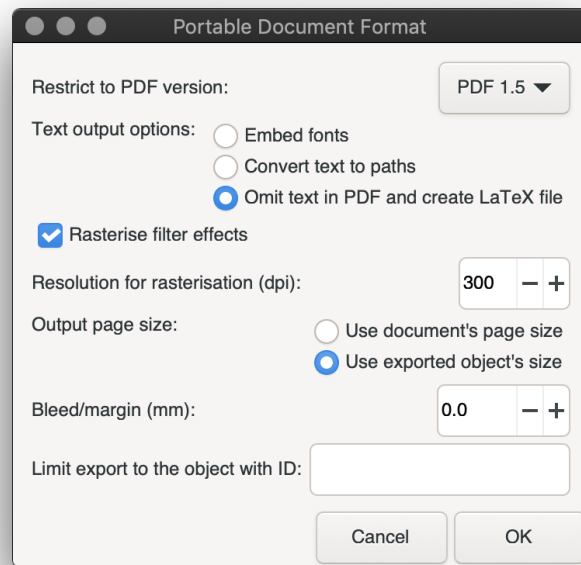 Portable Document Format
Restrict to PDF version: PDF 1.5
Text output options: Embed fonts
Convert text to paths
Omit text in PDF and create LaTeX file
Rasterise filter effects
Resolution for rasterisation (dpi): 300
Output page size: Use document's page size
Use exported object's size
Bleed/margin (mm): 0.0
Limit export to the object with ID:
Cancel OK